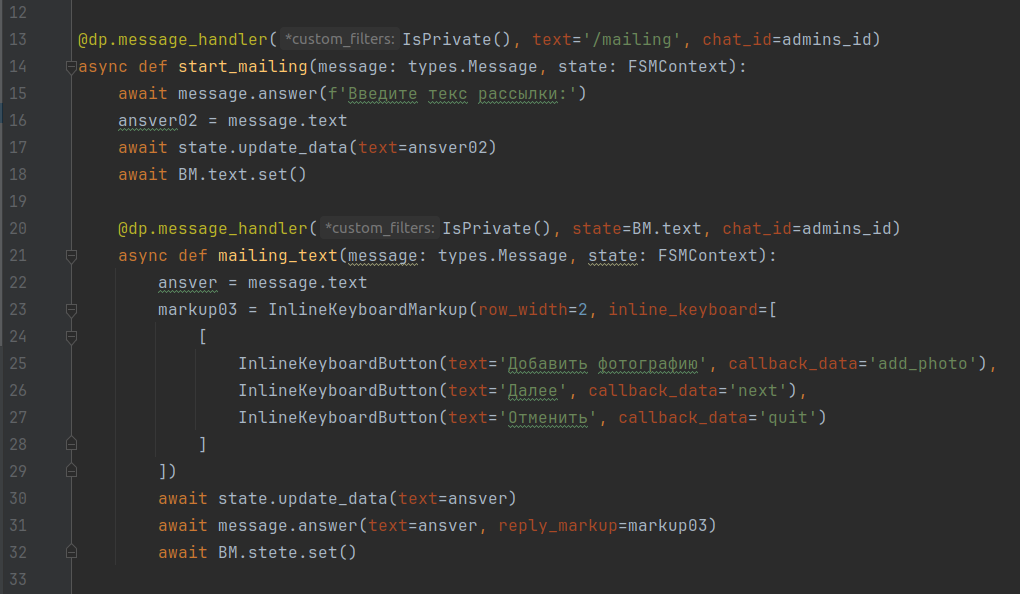 12
13 @dp.message_handler( *custom_filters: IsPrivate(), text='/mailing', chat_id=admins_id)
14 async def start_mailing(message: types.Message, state: FSMContext):
15 await message.answer(f'Введите текс рассылки:')
16 ansver02 = message.text
17 await state.update_data(text=ansver02)
18 await BM.text.set()
19
20 @dp.message_handler( *custom_filters: IsPrivate(), state=BM.text, chat_id=admins_id)
21 async def mailing_text(message: types.Message, state: FSMContext):
22 ansver = message.text
23 markup03 = InlineKeyboardMarkup(row_width=2, inline_keyboard=[
24 [
25 InlineKeyboardButton(text='Добавить фотографию', callback_data='add_photo'),
26 InlineKeyboardButton(text='Далее', callback_data='next'),
27 InlineKeyboardButton(text='Отменить', callback_data='quit')
28 ]
29 ])
30 await state.update_data(text=ansver)
31 await message.answer(text=ansver, reply_markup=markup03)
32 await BM.stete.set()
33